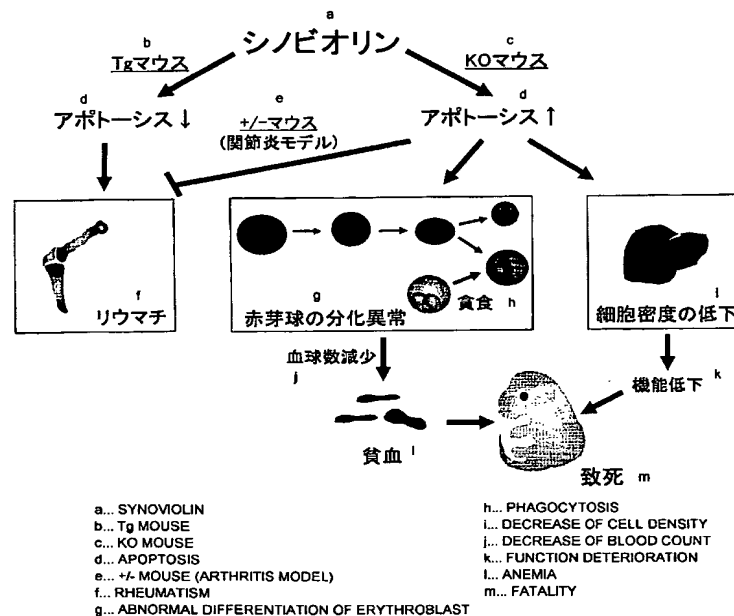 a
シノビオリン
b
Tgマウス
c
KOマウス
d
アポトーシス↓
e
+/-マウス
(関節炎モデル)
d
アポトーシス↑
f
リウマチ
g
赤芽球の分化異常
貪食 h
i
細胞密度の低下
血球数減少
j
機能低下 k
貧血 l
致死 m
a... SYNOVIOLIN
b... Tg MOUSE
c... KO MOUSE
d... APOPTOSIS
e... +/- MOUSE (ARTHRITIS MODEL)
f... RHEUMATISM
g... ABNORMAL DIFFERENTIATION OF ERYTHROBLAST
h... PHAGOCYTOSIS
i... DECREASE OF CELL DENSITY
j... DECREASE OF BLOOD COUNT
k... FUNCTION DETERIORATION
l... ANEMIA
m... FATALITY